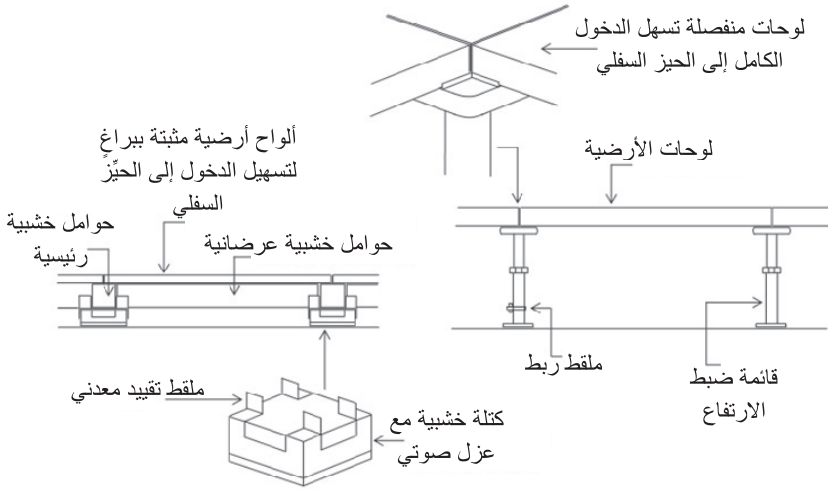 لوحات منفصلة تسهل الدخول
الكامل إلى الحيز السفلي
لوحات الأرضية
ألواح أرضية مثبتة ببراغٍ
لتسهيل الدخول إلى الحيِّز
السفلي
حوامل خشبية
رئيسية
حوامل خشبية عرضانية
ملقط ربط
قائمة ضبط
الارتفاع
ملقط تقييد معدني
كتلة خشبية مع
عزل صوتي